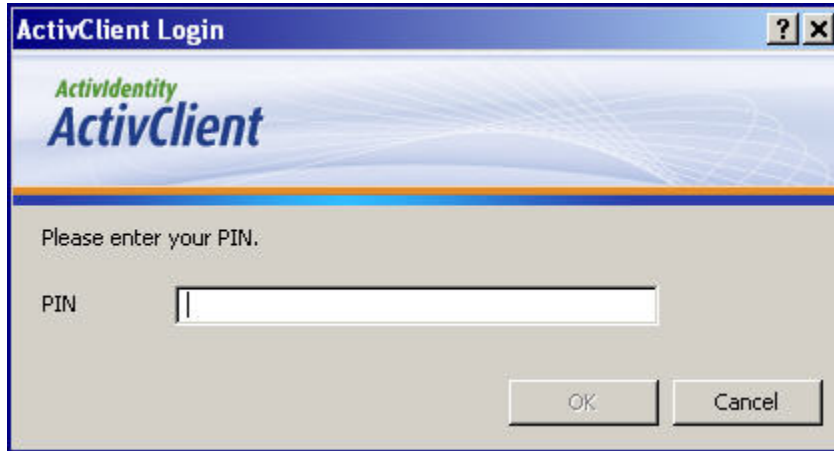 ActivClient Login
ActivIdentity
ActivClient
Please enter your PIN.
PIN
OK Cancel